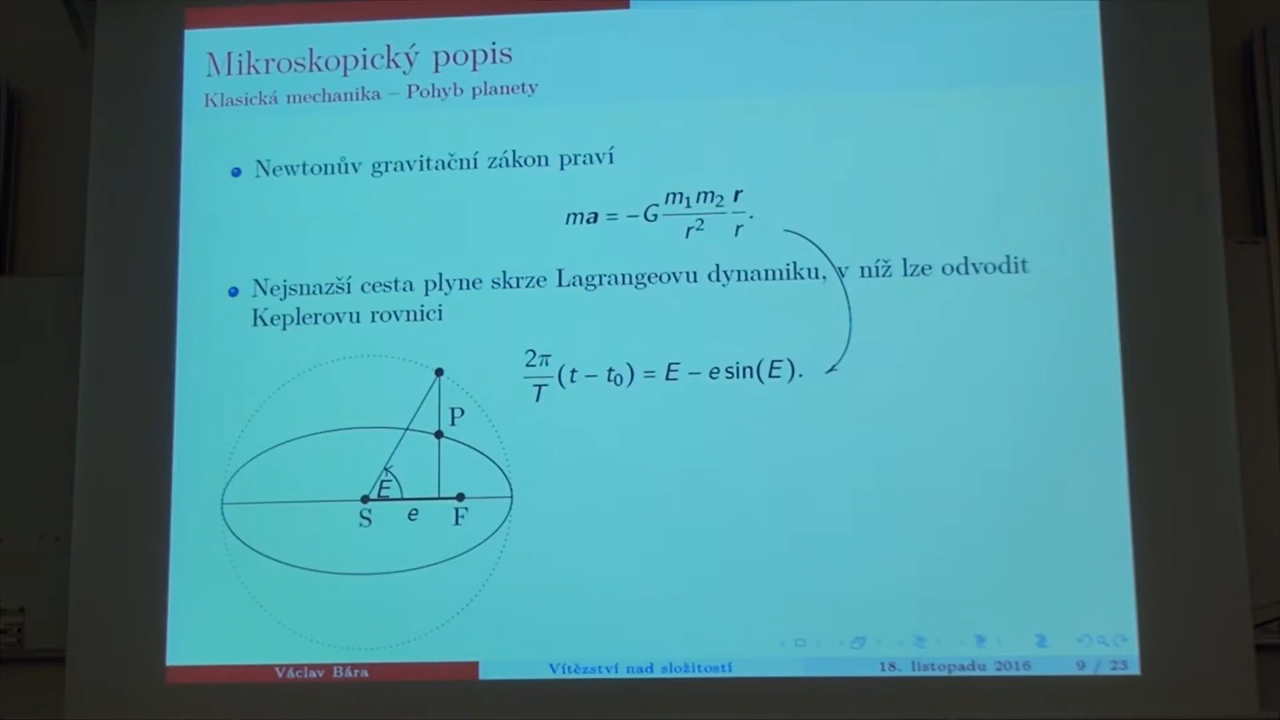 Mikroskopický popis
Klasická mechanika – Pohyb planety
Newtonův gravitační zákon praví
ma = −G m₁m₂/r² r/r.
Nejsnazší cesta plyne skrze Lagrangeovu dynamiku, v níž lze odvodit
Keplerovu rovnici
2π/T (t − t₀) = E − e sin(E).
P
E
S e F
Václav Bára Vítězství nad složitostí 18. listopadu 2016 9 / 23